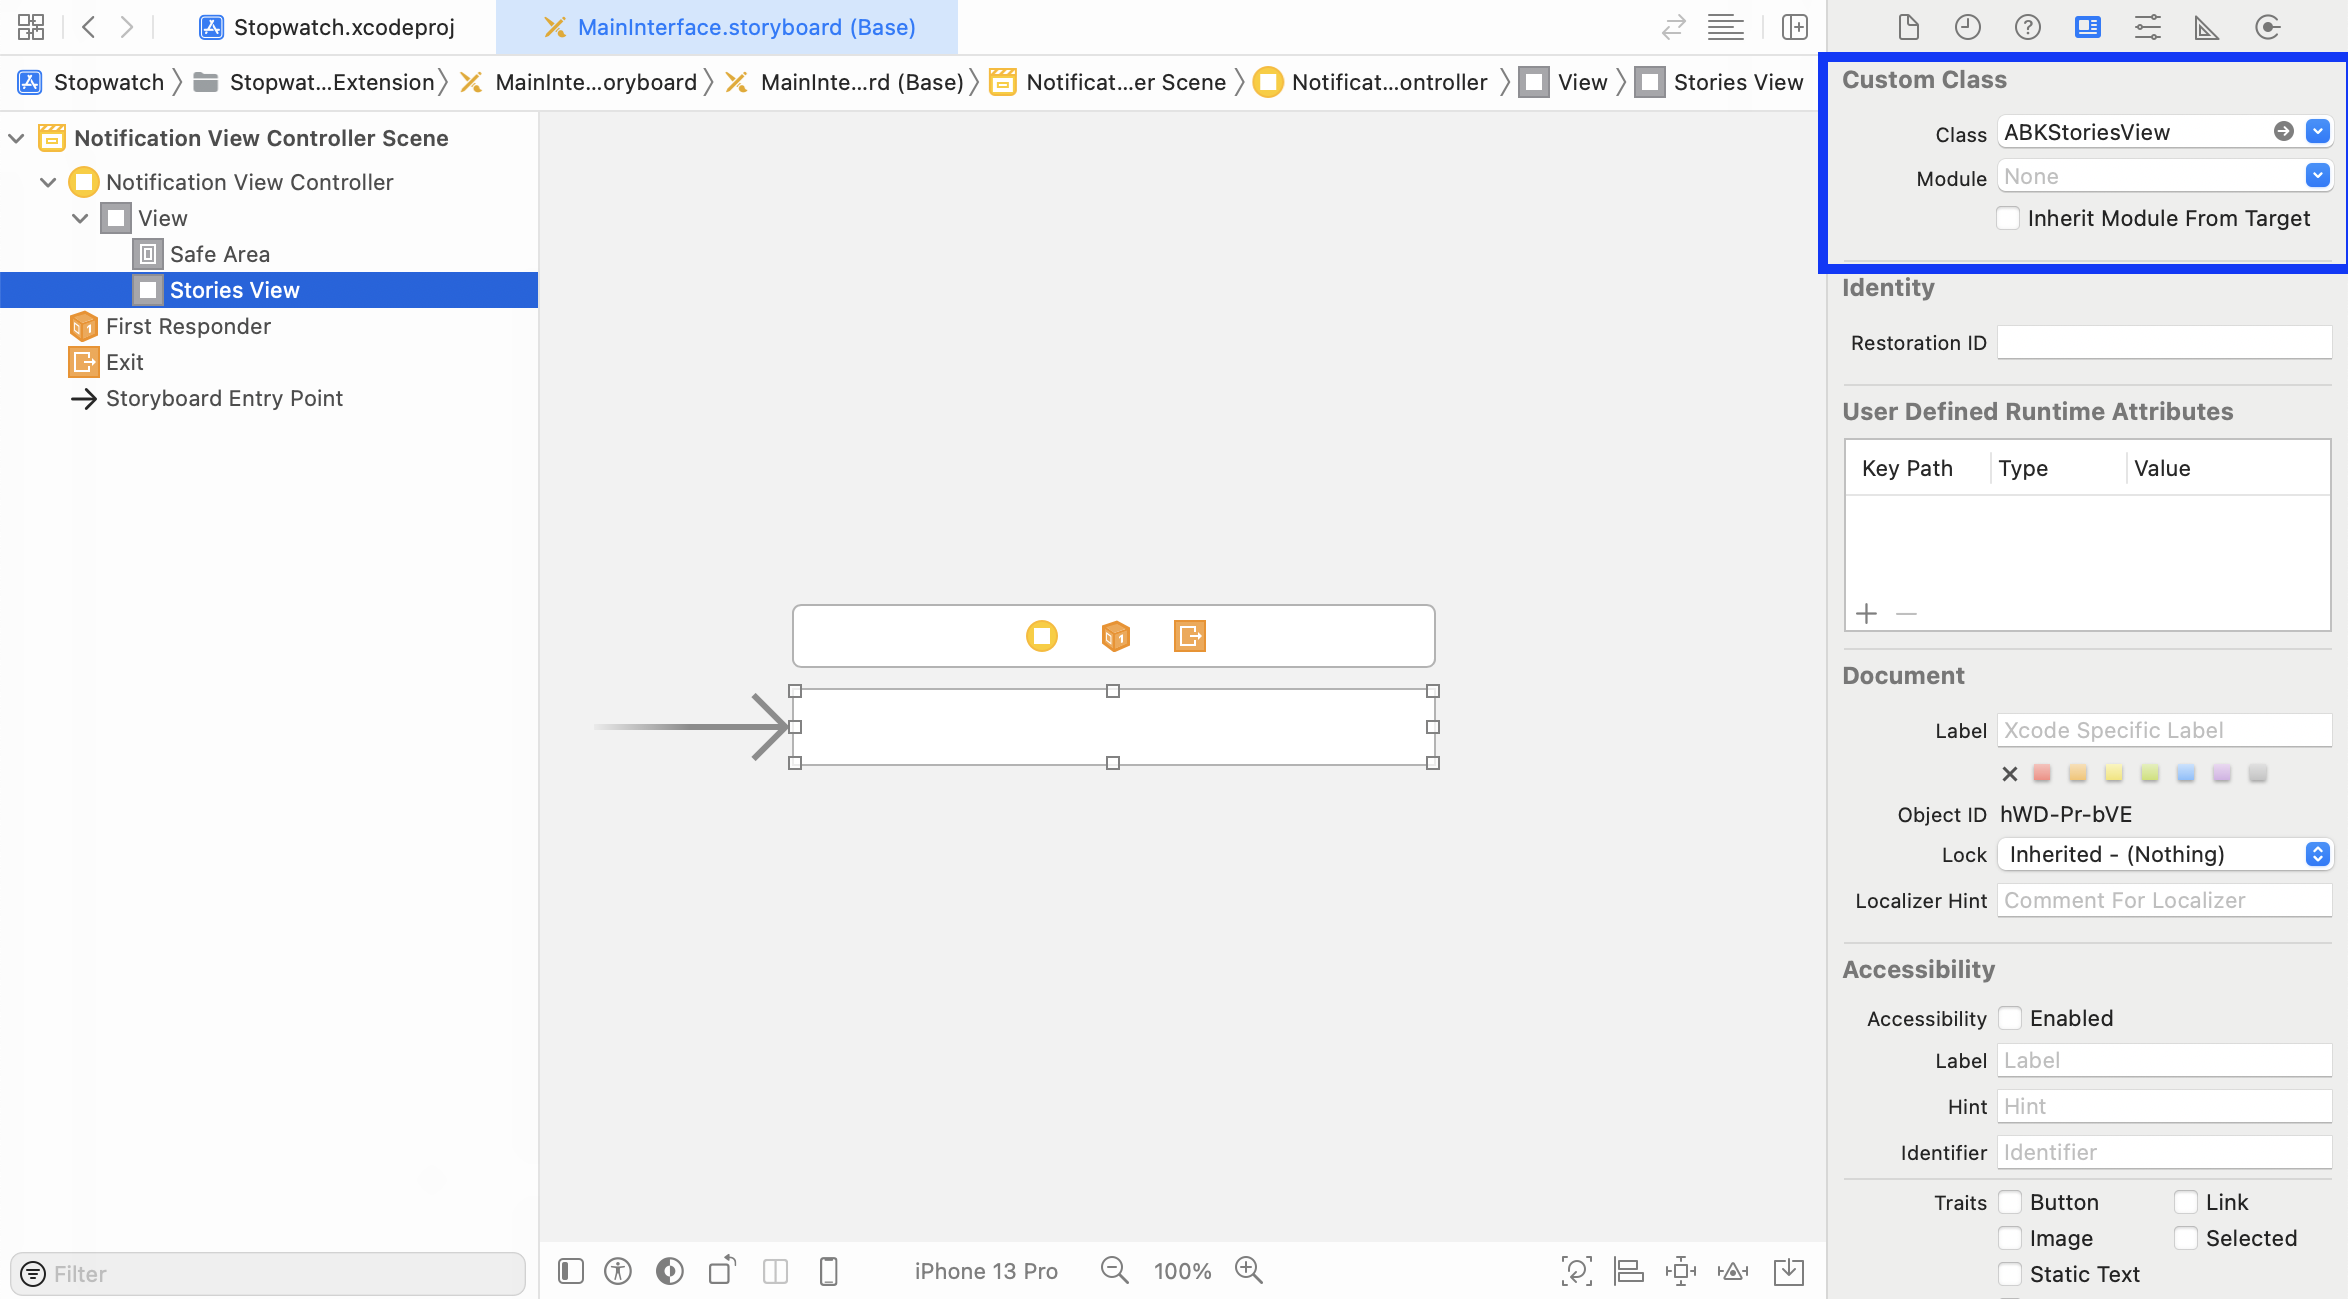 Stopwatch.xcodeproj
MainInterface.storyboard (Base)
Stopwatch
Stopwat...Extension
MainInte...oryboard
MainInte...rd (Base)
Notificat...er Scene
Notificat...ontroller
View
Stories View
Notification View Controller Scene
Notification View Controller
View
Safe Area
Stories View
First Responder
Exit
Storyboard Entry Point
Filter
iPhone 13 Pro
100%
Custom Class
Class ABKStoriesView
Module None
Inherit Module From Target
Identity
Restoration ID
User Defined Runtime Attributes
Key Path Type Value
Document
Label Xcode Specific Label
Object ID hWD-Pr-bVE
Lock Inherited - (Nothing)
Localizer Hint Comment For Localizer
Accessibility
Accessibility Enabled
Label Label
Hint Hint
Identifier Identifier
Traits Button Link
Image Selected
Static Text